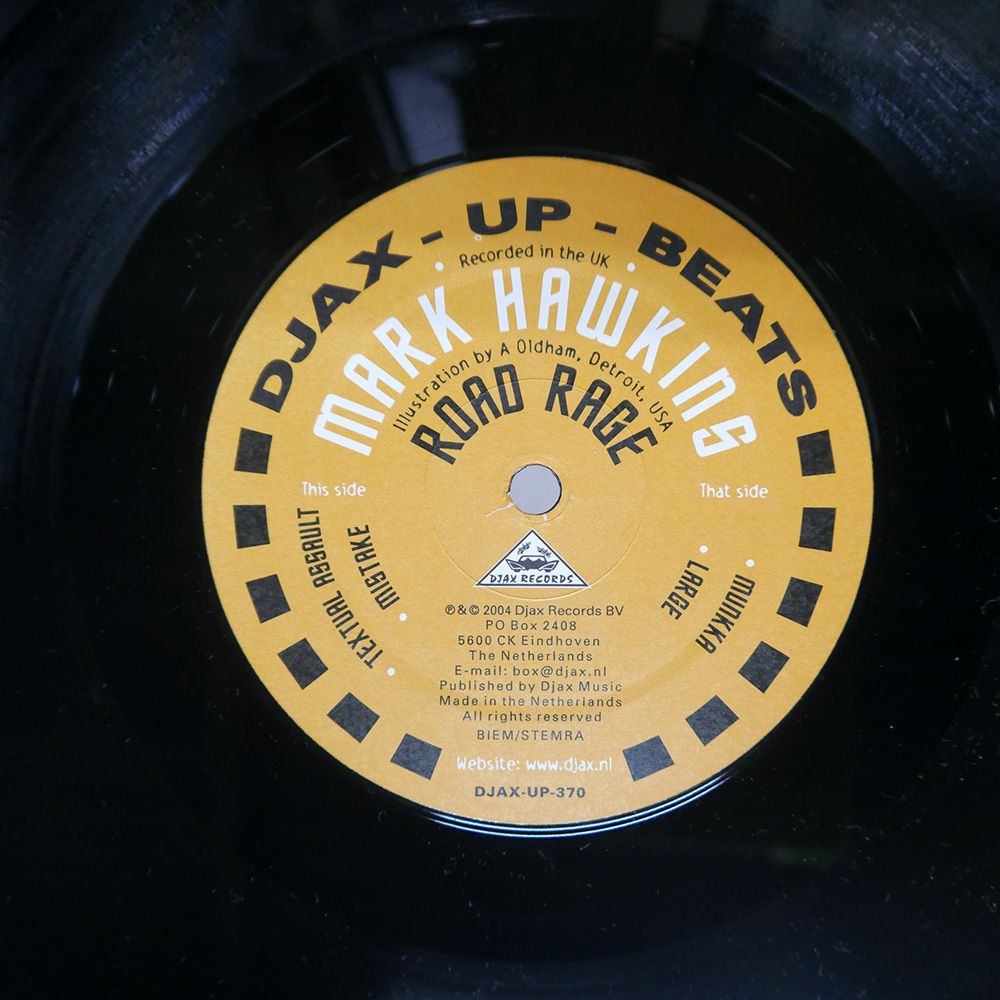 DJAX - UP - BEATS
Recorded in the UK
MARK HAWKINS
Illustration by A Oldham, Detroit, USA
ROAD RAGE
This side
TEXTUAL ASSAULT
MISTAKE
That side
MUNKKA
LARGE
DJAX RECORDS
℗ & © 2004 Djax Records BV
PO Box 2408
5600 CK Eindhoven
The Netherlands
E-mail: box@djax.nl
Published by Djax Music
Made in the Netherlands
All rights reserved
BIEM/STEMRA
Website: www.djax.nl
DJAX-UP-370